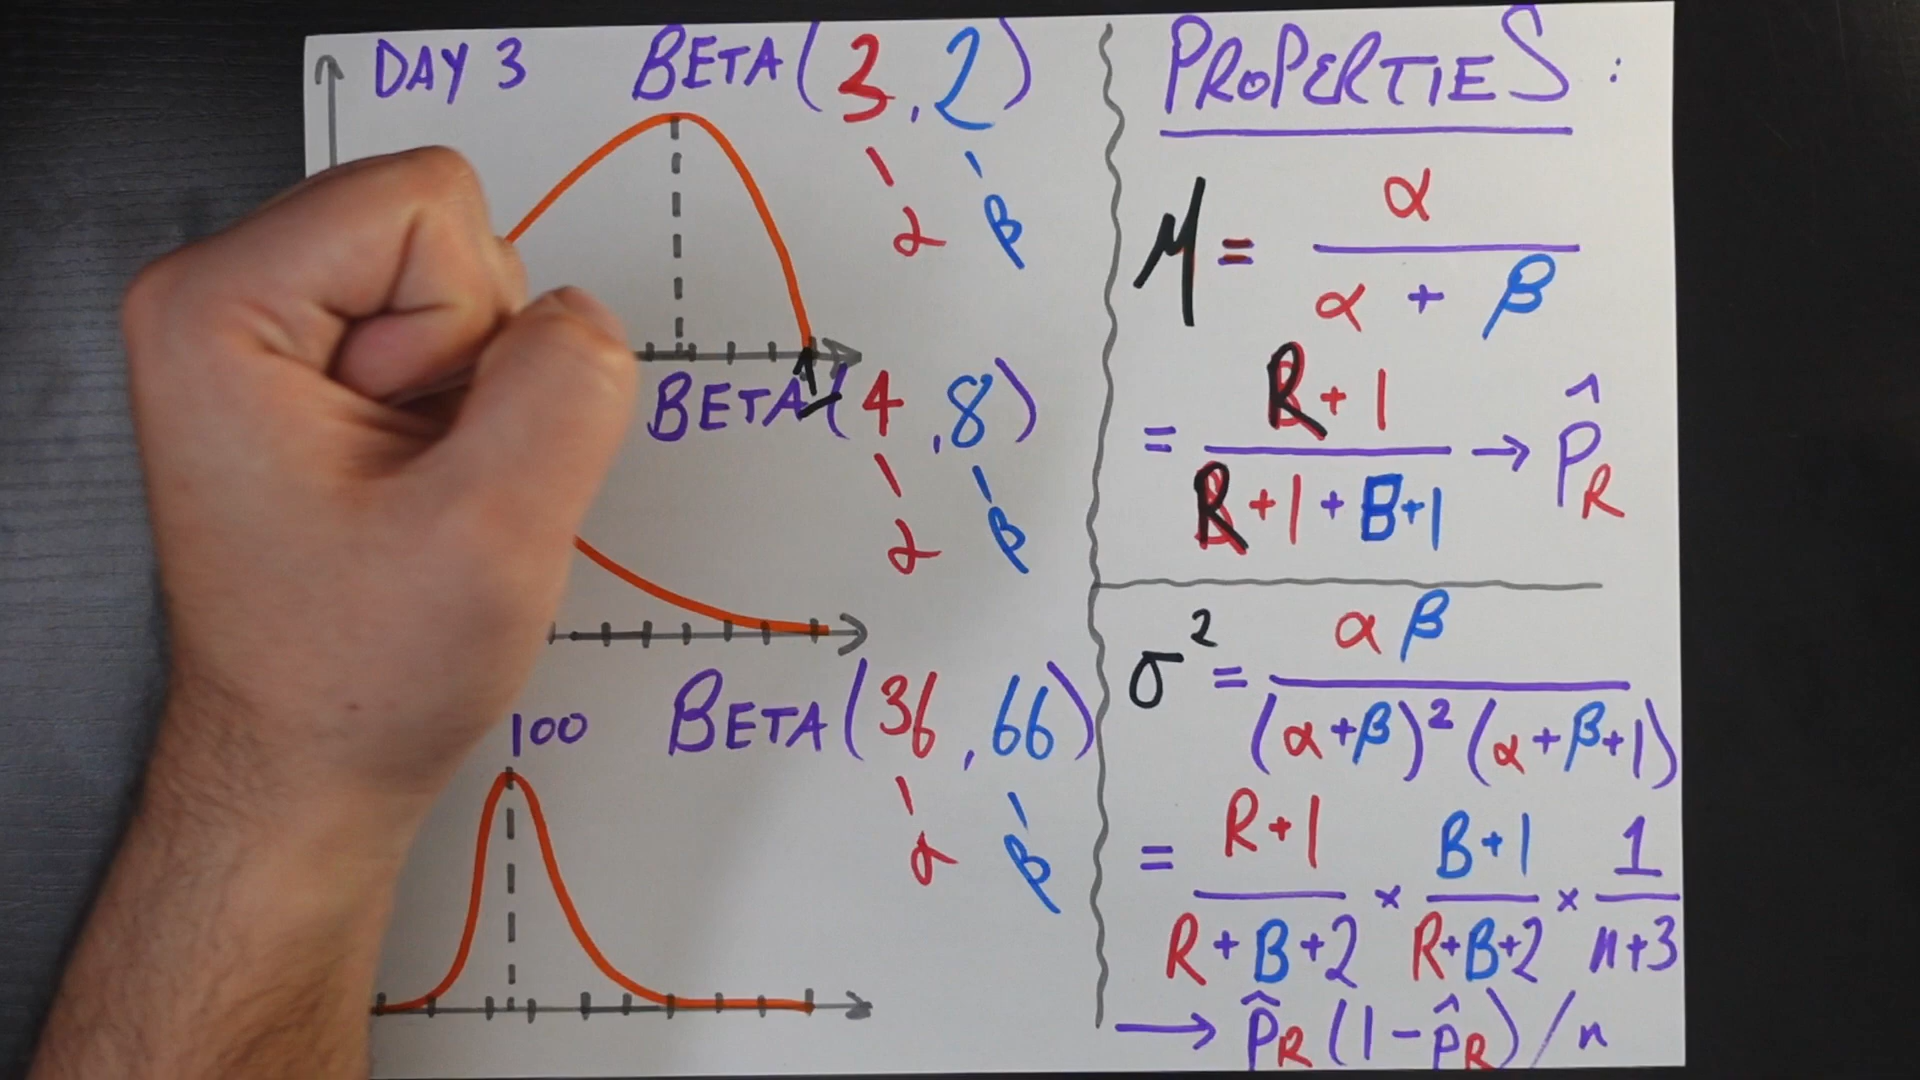 DAY 3 BETA(3,2)
α β
1
BETA(4,8)
α β
100 BETA(36,66)
α β
PROPERTIES:
μ = α / α + β
= R+1 / R+1+B+1 → p̂R
σ² = αβ / (α+β)²(α+β+1)
= R+1 / R+B+2 × B+1 / R+B+2 × 1 / n+3
→ p̂R(1-p̂R)/n